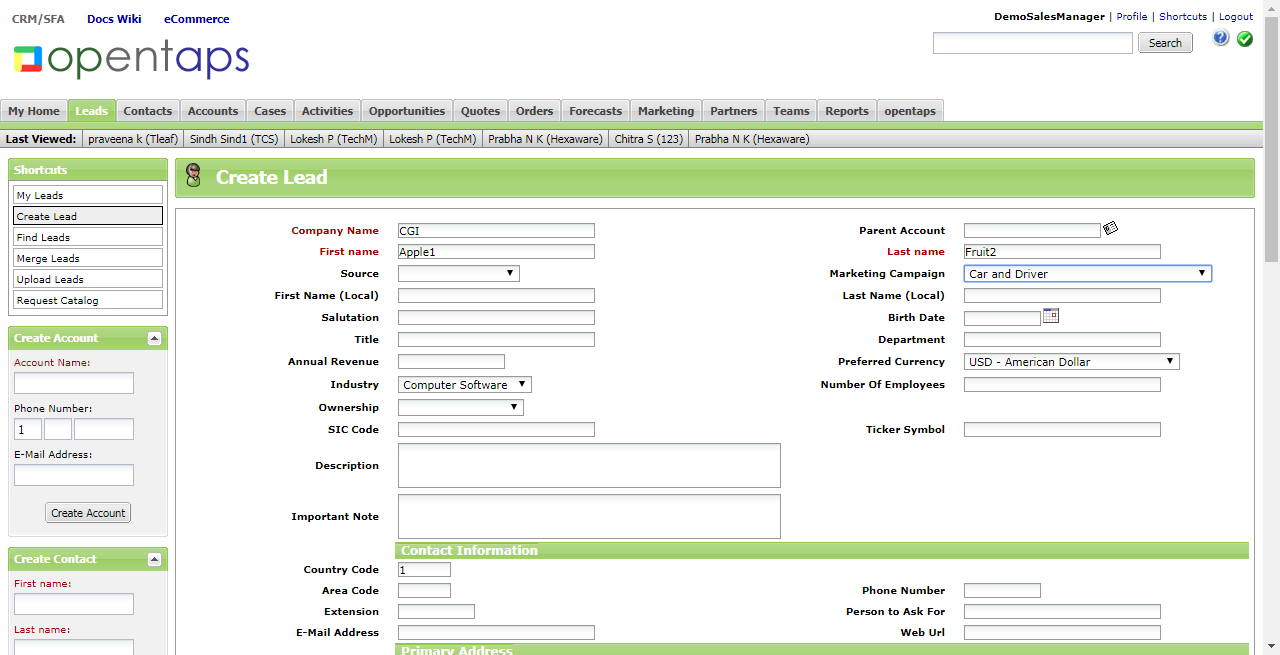 CRM/SFA Docs Wiki eCommerce
DemoSalesManager | Profile | Shortcuts | Logout
opentaps
Search
My Home Leads Contacts Accounts Cases Activities Opportunities Quotes Orders Forecasts Marketing Partners Teams Reports opentaps
Last Viewed: praveena k (Tleaf) Sindh Sind1 (TCS) Lokesh P (TechM) Lokesh P (TechM) Prabha N K (Hexaware) Chitra S (123) Prabha N K (Hexaware)
Shortcuts
My Leads
Create Lead
Find Leads
Merge Leads
Upload Leads
Request Catalog
Create Account
Account Name:
Phone Number:
1
E-Mail Address:
Create Account
Create Contact
First name:
Last name:
Create Lead
Company Name CGI Parent Account
First name Apple1 Last name Fruit2
Source Marketing Campaign Car and Driver
First Name (Local) Last Name (Local)
Salutation Birth Date
Title Department
Annual Revenue Preferred Currency USD - American Dollar
Industry Computer Software Number Of Employees
Ownership
SIC Code Ticker Symbol
Description
Important Note
Contact Information
Country Code 1
Area Code Phone Number
Extension Person to Ask For
E-Mail Address Web Url
Primary Address